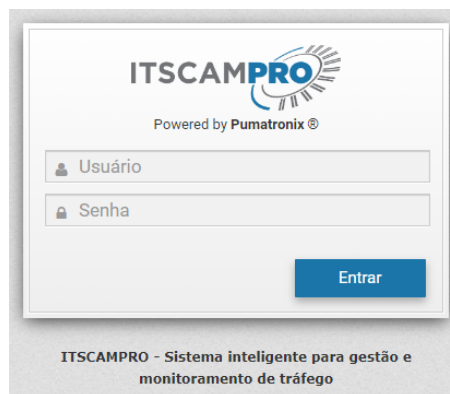 ITSCAMPRO
Powered by Pumatronix ®
Usuário
Senha
Entrar
ITSCAMPRO - Sistema inteligente para gestão e
monitoramento de tráfego